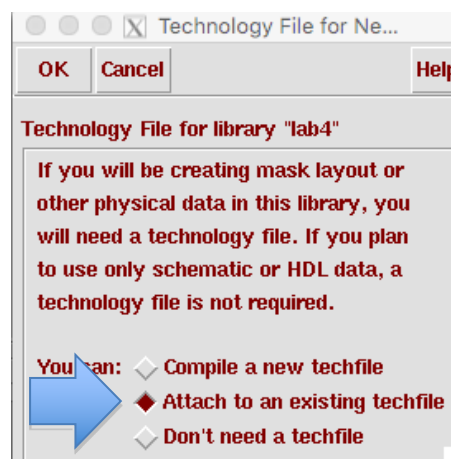 Technology File for Ne...
OK Cancel Help
Technology File for library "lab4"
If you will be creating mask layout or
other physical data in this library, you
will need a technology file. If you plan
to use only schematic or HDL data, a
technology file is not required.
You can: Compile a new techfile
Attach to an existing techfile
Don't need a techfile